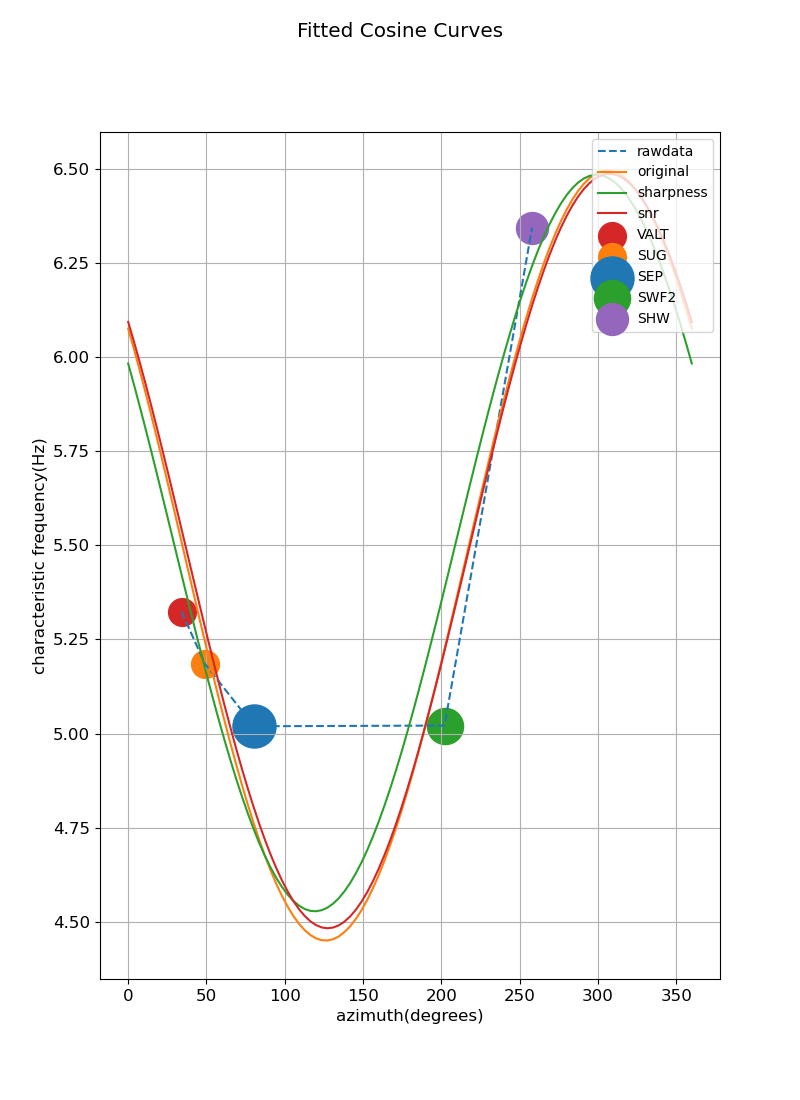 Fitted Cosine Curves
rawdata
original
sharpness
snr
VALT
SUG
SEP
SWF2
SHW
6.50
6.25
6.00
5.75
5.50
5.25
5.00
4.75
4.50
characteristic frequency(Hz)
0 50 100 150 200 250 300 350
azimuth(degrees)